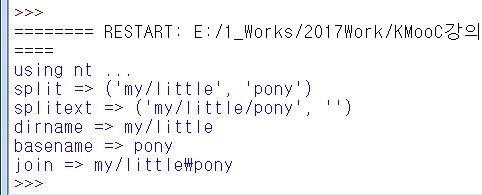 >>>
======== RESTART: E:/1_Works/2017Work/KMooC강의
====
using nt ...
split => ('my/little', 'pony')
splitext => ('my/little/pony', '')
dirname => my/little
basename => pony
join => my/little₩pony
>>>